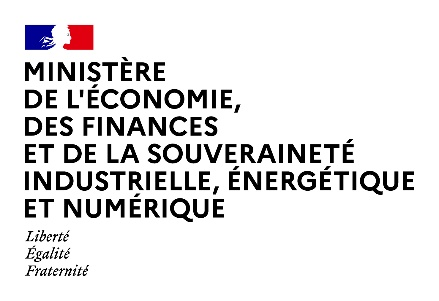 MINISTÈRE
DE L'ÉCONOMIE,
DES FINANCES
ET DE LA SOUVERAINETÉ
INDUSTRIELLE, ÉNERGÉTIQUE
ET NUMÉRIQUE
Liberté
Égalité
Fraternité